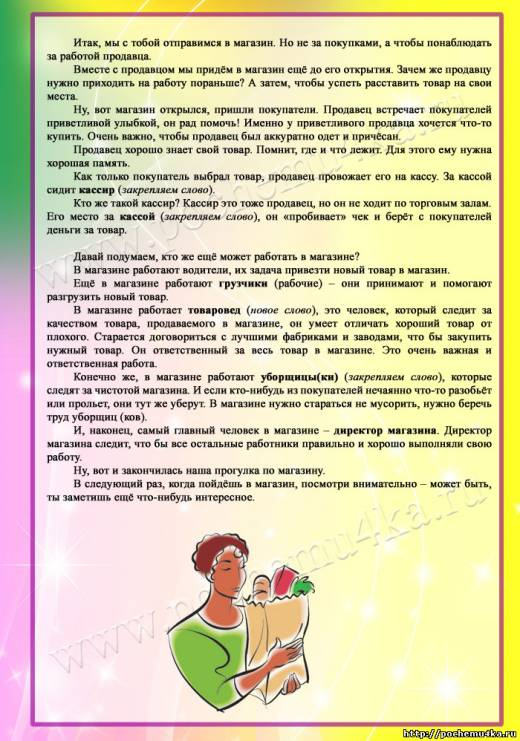 Итак, мы с тобой отправимся в магазин. Но не за покупками, а чтобы понаблюдать
за работой продавца.
Вместе с продавцом мы придём в магазин ещё до его открытия. Зачем же продавцу
нужно приходить на работу пораньше? А затем, чтобы успеть расставить товар на свои
места.
Ну, вот магазин открылся, пришли покупатели. Продавец встречает покупателей
приветливой улыбкой, он рад помочь! Именно у приветливого продавца хочется что-то
купить. Очень важно, чтобы продавец был аккуратно одет и причёсан.
Продавец хорошо знает свой товар. Помнит, где и что лежит. Для этого ему нужна
хорошая память.
Как только покупатель выбрал товар, продавец провожает его на кассу. За кассой
сидит кассир (закрепляем слово).
Кто же такой кассир? Кассир это тоже продавец, но он не ходит по торговым залам.
Его место за кассой (закрепляем слово), он «пробивает» чек и берёт с покупателей
деньги за товар.
Давай подумаем, кто же ещё может работать в магазине?
В магазине работают водители, их задача привезти новый товар в магазин.
Ещё в магазине работают грузчики (рабочие) – они принимают и помогают
разгрузить новый товар.
В магазине работает товаровед (новое слово), это человек, который следит за
качеством товара, продаваемого в магазине, он умеет отличать хороший товар от
плохого. Старается договориться с лучшими фабриками и заводами, что бы закупить
нужный товар. Он ответственный за весь товар в магазине. Это очень важная и
ответственная работа.
Конечно же, в магазине работают уборщицы(ки) (закрепляем слово), которые
следят за чистотой магазина. И если кто-нибудь из покупателей нечаянно что-то разобьёт
или прольет, они тут же уберут. В магазине нужно стараться не мусорить, нужно беречь
труд уборщиц (ков).
И, наконец, самый главный человек в магазине – директор магазина. Директор
магазина следит, что бы все остальные работники правильно и хорошо выполняли свою
работу.
Ну, вот и закончилась наша прогулка по магазину.
В следующий раз, когда пойдёшь в магазин, посмотри внимательно – может быть,
ты заметишь ещё что-нибудь интересное.
www.pochemu4ka.ru
www.pochemu4ka.ru
http://pochemu4ka.ru